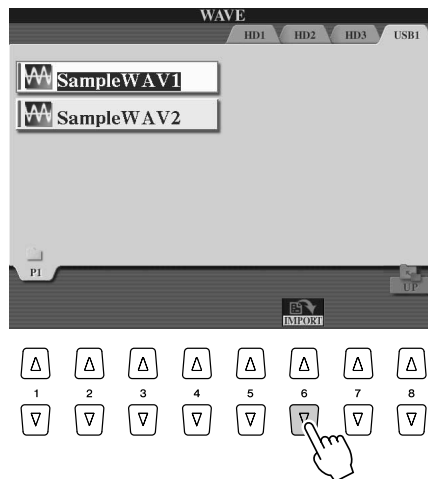 WAVE
HD1 HD2 HD3 USB1
SampleWAV1
SampleWAV2
P1
UP
IMPORT
1 2 3 4 5 6 7 8